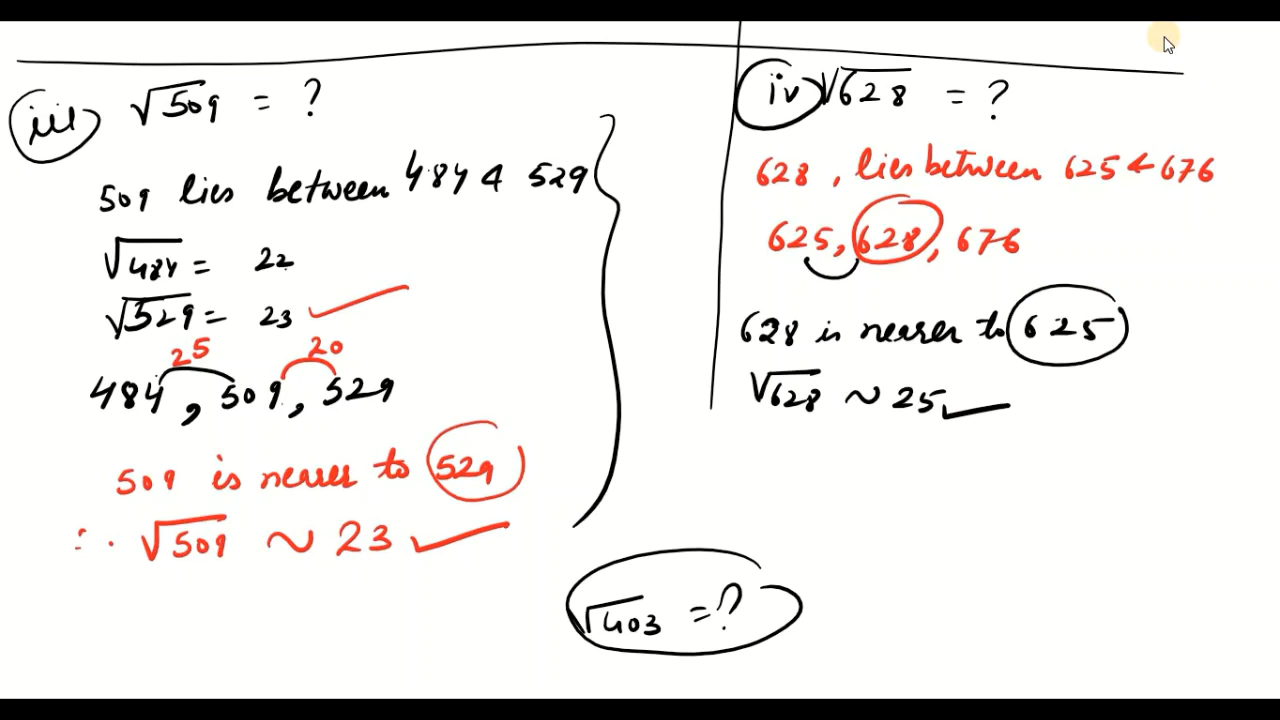 iii) √509 = ?
509 lies between 484 & 529
√484 = 22
√529 = 23 ✓
25 20
484, 509, 529
509 is nearer to 529
∴ √509 ~ 23 ✓
iv) √628 = ?
628, lies between 625 & 676
625, 628, 676
628 is nearer to 625
√628 ~ 25 ✓
√403 = ?